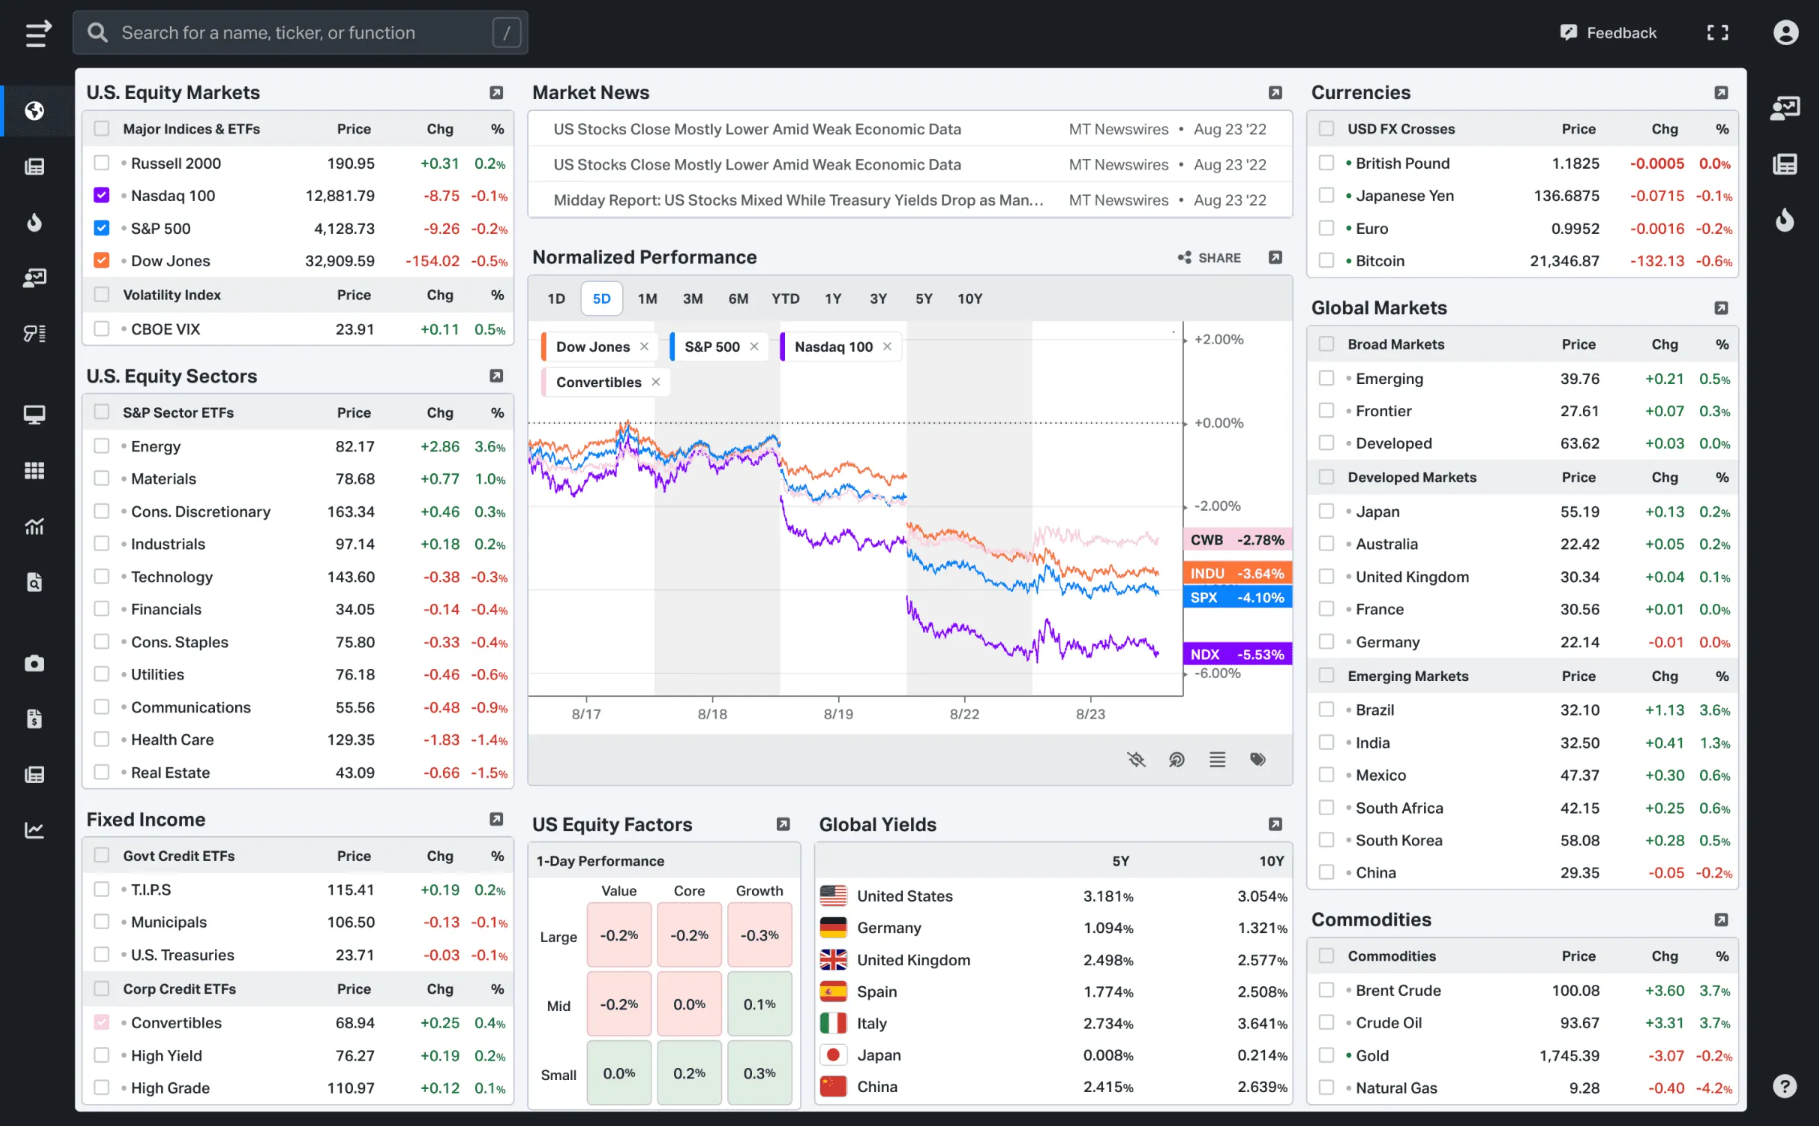 Search for a name, ticker, or function /
Feedback
U.S. Equity Markets
Major Indices & ETFs Price Chg %
Russell 2000 190.95 +0.31 0.2%
Nasdaq 100 12,881.79 -8.75 -0.1%
S&P 500 4,128.73 -9.26 -0.2%
Dow Jones 32,909.59 -154.02 -0.5%
Volatility Index Price Chg %
CBOE VIX 23.91 +0.11 0.5%
U.S. Equity Sectors
S&P Sector ETFs Price Chg %
Energy 82.17 +2.86 3.6%
Materials 78.68 +0.77 1.0%
Cons. Discretionary 163.34 +0.46 0.3%
Industrials 97.14 +0.18 0.2%
Technology 143.60 -0.38 -0.3%
Financials 34.05 -0.14 -0.4%
Cons. Staples 75.80 -0.33 -0.4%
Utilities 76.18 -0.46 -0.6%
Communications 55.56 -0.48 -0.9%
Health Care 129.35 -1.83 -1.4%
Real Estate 43.09 -0.66 -1.5%
Fixed Income
Govt Credit ETFs Price Chg %
T.I.P.S 115.41 +0.19 0.2%
Municipals 106.50 -0.13 -0.1%
U.S. Treasuries 23.71 -0.03 -0.1%
Corp Credit ETFs Price Chg %
Convertibles 68.94 +0.25 0.4%
High Yield 76.27 +0.19 0.2%
High Grade 110.97 +0.12 0.1%
Market News
US Stocks Close Mostly Lower Amid Weak Economic Data MT Newswires • Aug 23 '22
US Stocks Close Mostly Lower Amid Weak Economic Data MT Newswires • Aug 23 '22
Midday Report: US Stocks Mixed While Treasury Yields Drop as Man... MT Newswires • Aug 23 '22
Normalized Performance SHARE
1D 5D 1M 3M 6M YTD 1Y 3Y 5Y 10Y
Dow Jones S&P 500 Nasdaq 100
Convertibles
+2.00%
+0.00%
-2.00%
CWB -2.78%
INDU -3.64%
SPX -4.10%
NDX -5.53%
-6.00%
8/17 8/18 8/19 8/22 8/23
US Equity Factors
1-Day Performance
Value Core Growth
Large -0.2% -0.2% -0.3%
Mid -0.2% 0.0% 0.1%
Small 0.0% 0.2% 0.3%
Global Yields
5Y 10Y
United States 3.181% 3.054%
Germany 1.094% 1.321%
United Kingdom 2.498% 2.577%
Spain 1.774% 2.508%
Italy 2.734% 3.641%
Japan 0.008% 0.214%
China 2.415% 2.639%
Currencies
USD FX Crosses Price Chg %
British Pound 1.1825 -0.0005 0.0%
Japanese Yen 136.6875 -0.0715 -0.1%
Euro 0.9952 -0.0016 -0.2%
Bitcoin 21,346.87 -132.13 -0.6%
Global Markets
Broad Markets Price Chg %
Emerging 39.76 +0.21 0.5%
Frontier 27.61 +0.07 0.3%
Developed 63.62 +0.03 0.0%
Developed Markets Price Chg %
Japan 55.19 +0.13 0.2%
Australia 22.42 +0.05 0.2%
United Kingdom 30.34 +0.04 0.1%
France 30.56 +0.01 0.0%
Germany 22.14 -0.01 0.0%
Emerging Markets Price Chg %
Brazil 32.10 +1.13 3.6%
India 32.50 +0.41 1.3%
Mexico 47.37 +0.30 0.6%
South Africa 42.15 +0.25 0.6%
South Korea 58.08 +0.28 0.5%
China 29.35 -0.05 -0.2%
Commodities
Commodities Price Chg %
Brent Crude 100.08 +3.60 3.7%
Crude Oil 93.67 +3.31 3.7%
Gold 1,745.39 -3.07 -0.2%
Natural Gas 9.28 -0.40 -4.2%